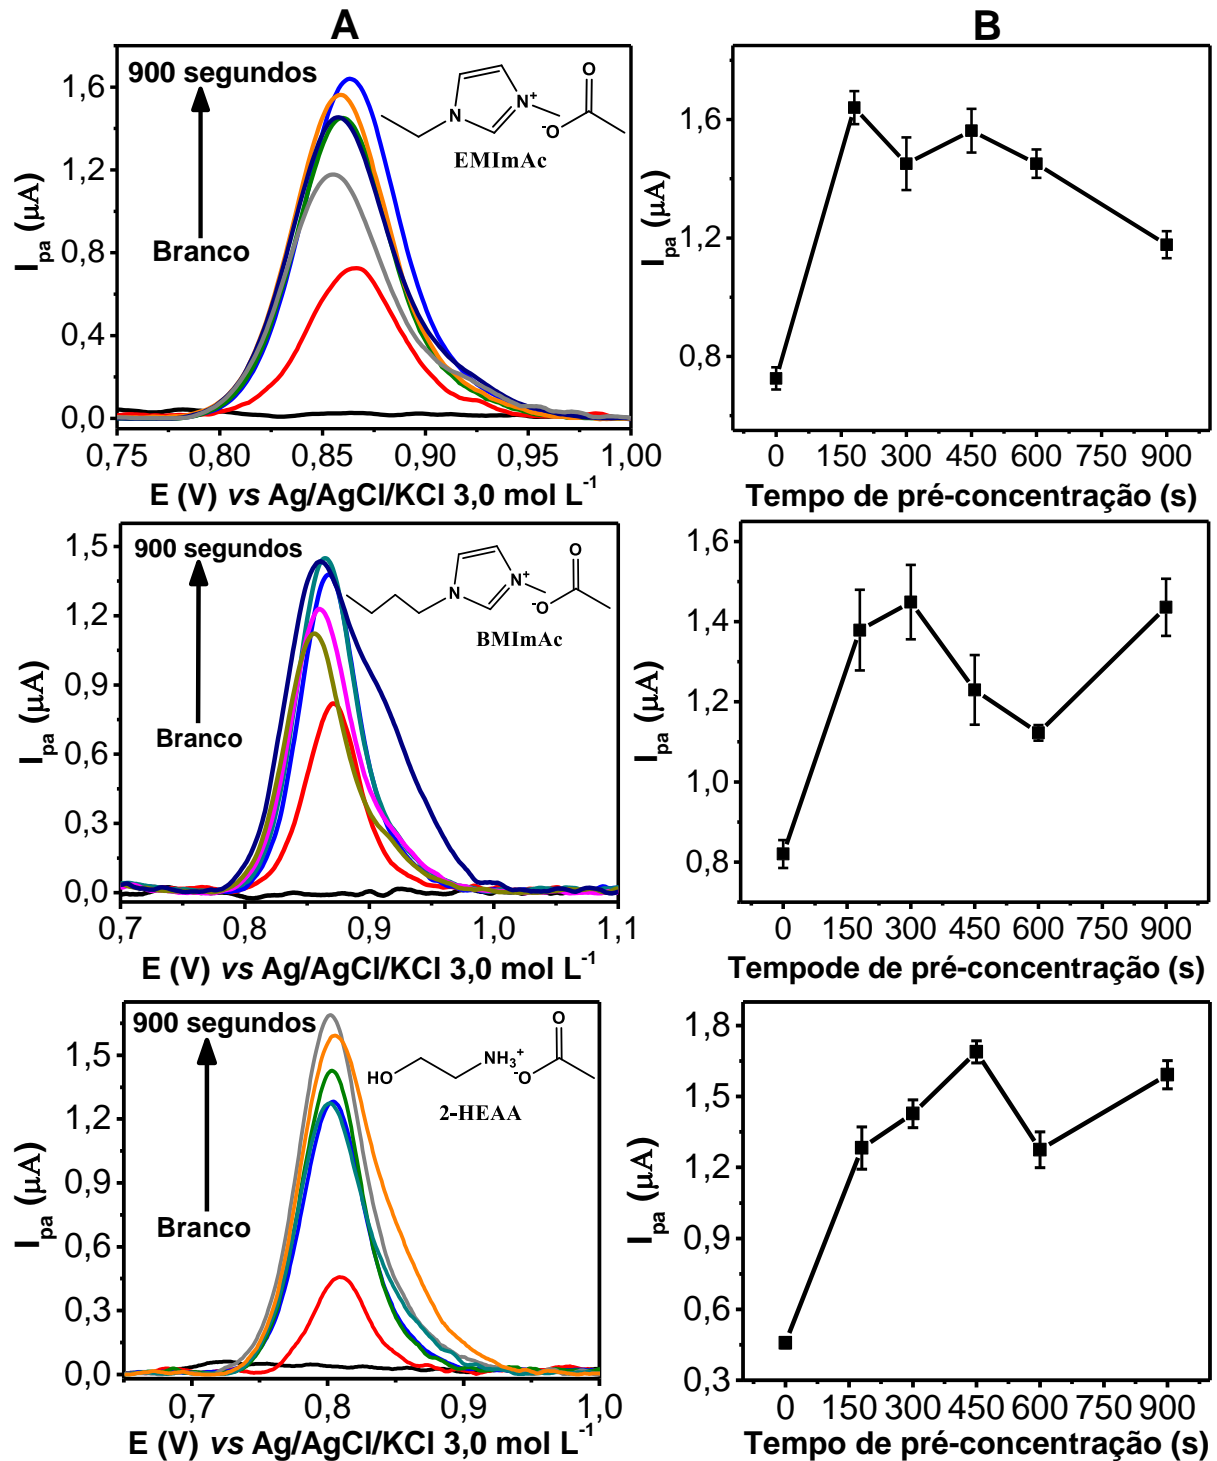 A
B
900 segundos
Branco
N
N+
O
-O
EMImAc
1,6
1,2
0,8
0,4
0,0
Ipa (µA)
0,75 0,80 0,85 0,90 0,95 1,00
E (V) vs Ag/AgCl/KCl 3,0 mol L-1
1,6
1,2
0,8
Ipa (µA)
0 150 300 450 600 750 900
Tempo de pré-concentração (s)
900 segundos
Branco
N
N+
O
-O
BMImAc
1,5
1,2
0,9
0,6
0,3
0,0
Ipa (µA)
0,7 0,8 0,9 1,0 1,1
E (V) vs Ag/AgCl/KCl 3,0 mol L-1
1,6
1,4
1,2
1,0
0,8
Ipa (µA)
0 150 300 450 600 750 900
Tempode de pré-concentração (s)
900 segundos
Branco
HO
NH3+
O
-O
2-HEAA
1,5
1,2
0,9
0,6
0,3
0,0
Ipa (µA)
0,7 0,8 0,9 1,0
E (V) vs Ag/AgCl/KCl 3,0 mol L-1
1,8
1,5
1,2
0,9
0,6
0,3
Ipa (µA)
0 150 300 450 600 750 900
Tempo de pré-concentração (s)